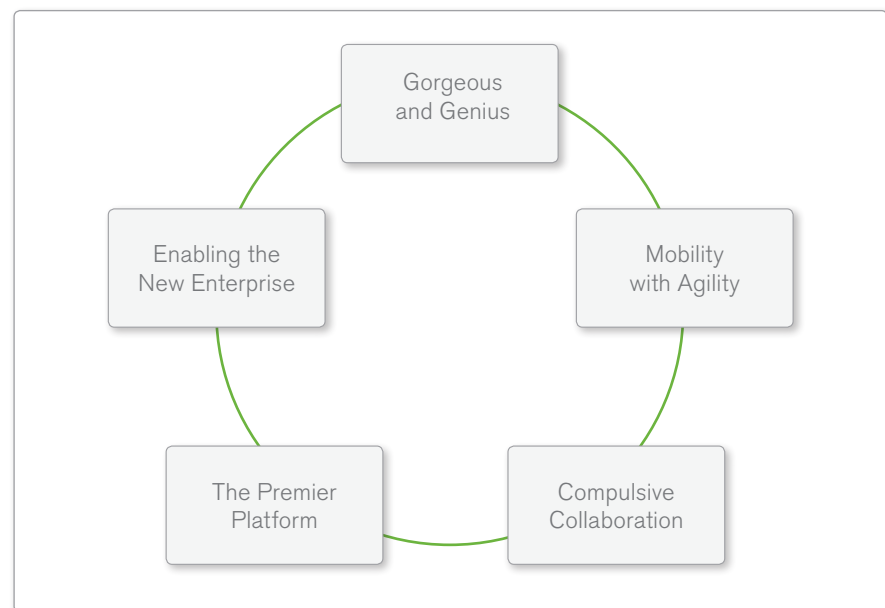 Gorgeous
and Genius
Enabling the
New Enterprise
Mobility
with Agility
The Premier
Platform
Compulsive
Collaboration